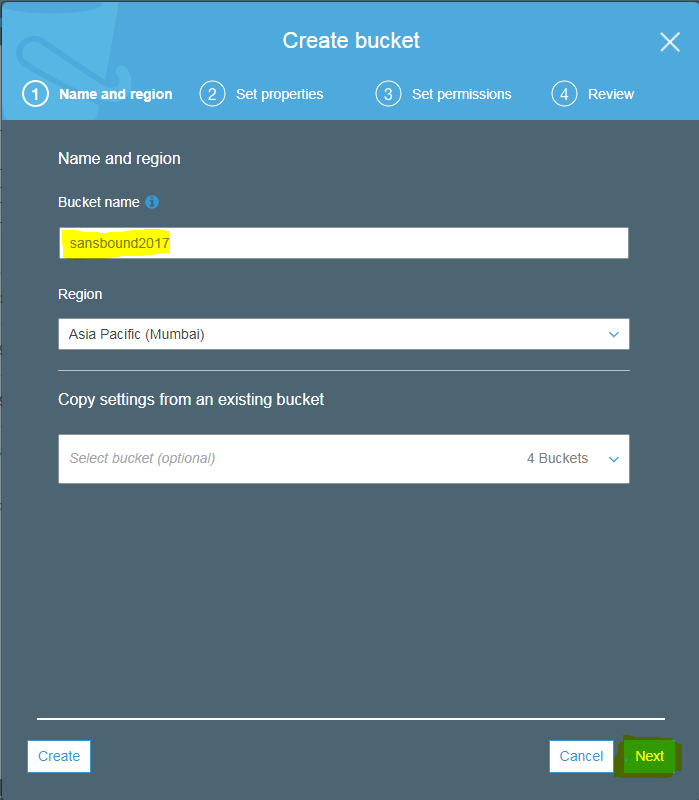 Create bucket
1 Name and region 2 Set properties 3 Set permissions 4 Review
Name and region
Bucket name i
sansbound2017
Region
Asia Pacific (Mumbai)
Copy settings from an existing bucket
Select bucket (optional) 4 Buckets
Create Cancel Next